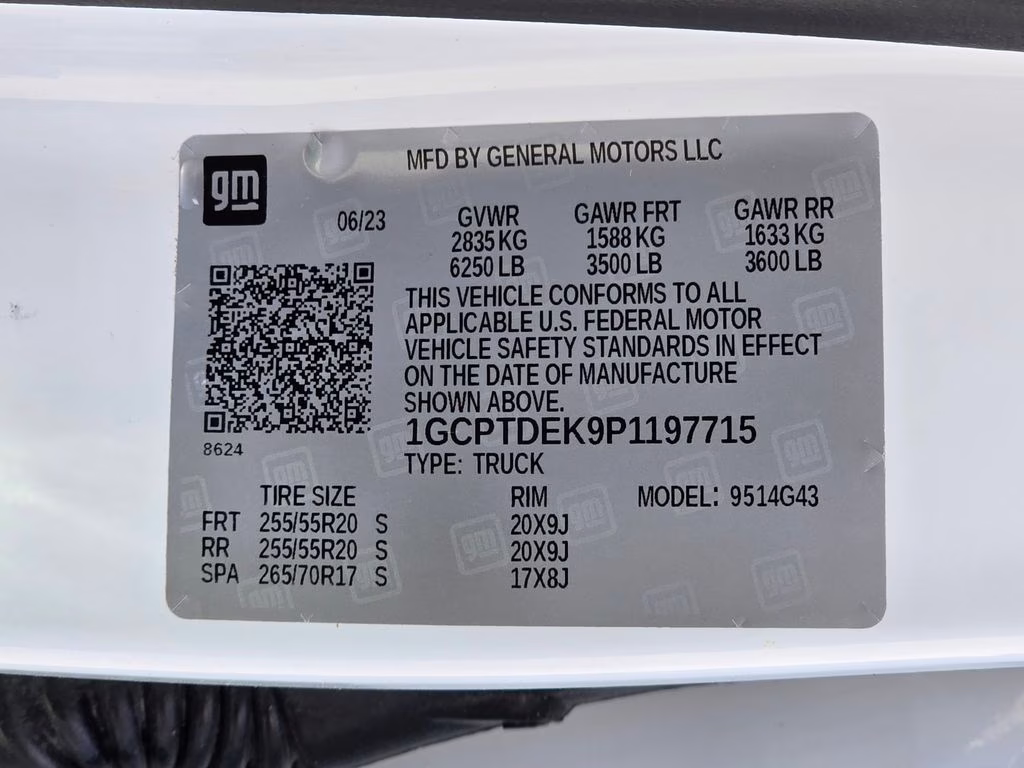 gm
MFD BY GENERAL MOTORS LLC
06/23
GVWR GAWR FRT GAWR RR
2835 KG 1588 KG 1633 KG
6250 LB 3500 LB 3600 LB
THIS VEHICLE CONFORMS TO ALL
APPLICABLE U.S. FEDERAL MOTOR
VEHICLE SAFETY STANDARDS IN EFFECT
ON THE DATE OF MANUFACTURE
SHOWN ABOVE.
1GCPTDEK9P1197715
8624
TYPE: TRUCK
TIRE SIZE RIM MODEL: 9514G43
FRT 255/55R20 S 20X9J
RR 255/55R20 S 20X9J
SPA 265/70R17 S 17X8J